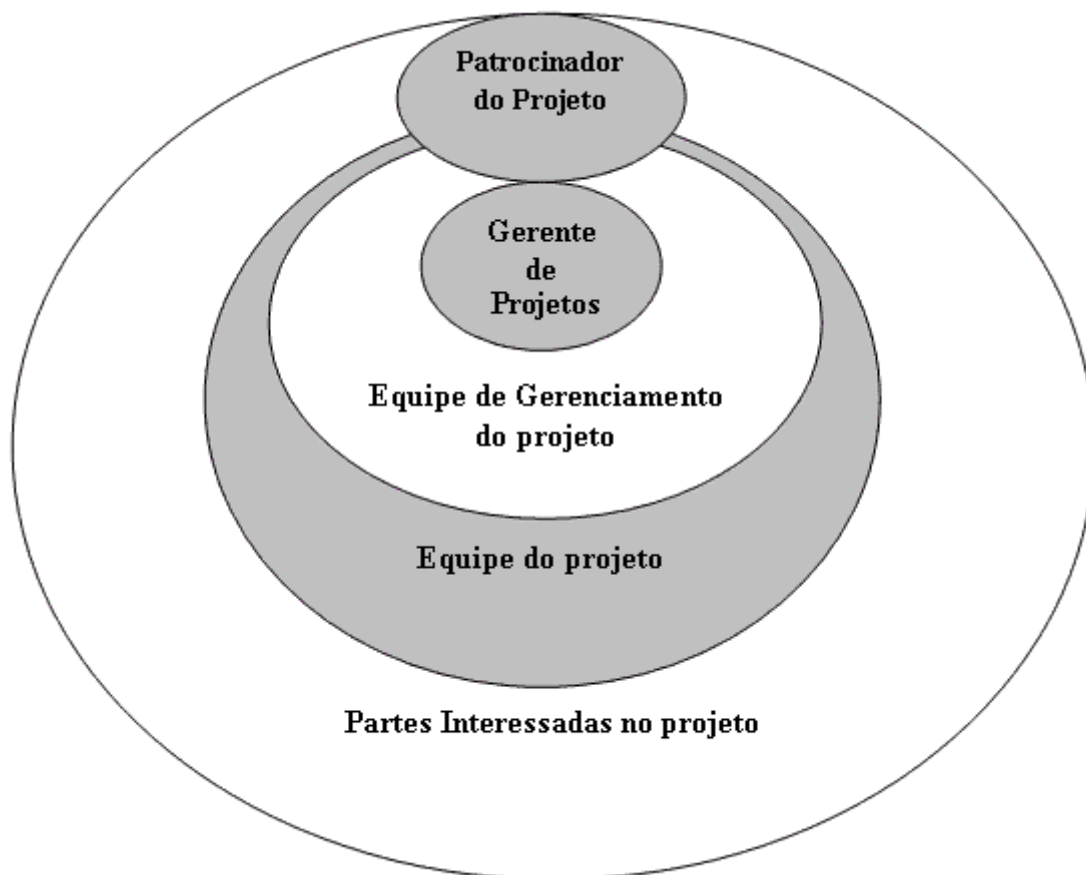 Patrocinador
do Projeto
Gerente
de
Projetos
Equipe de Gerenciamento
do projeto
Equipe do projeto
Partes Interessadas no projeto